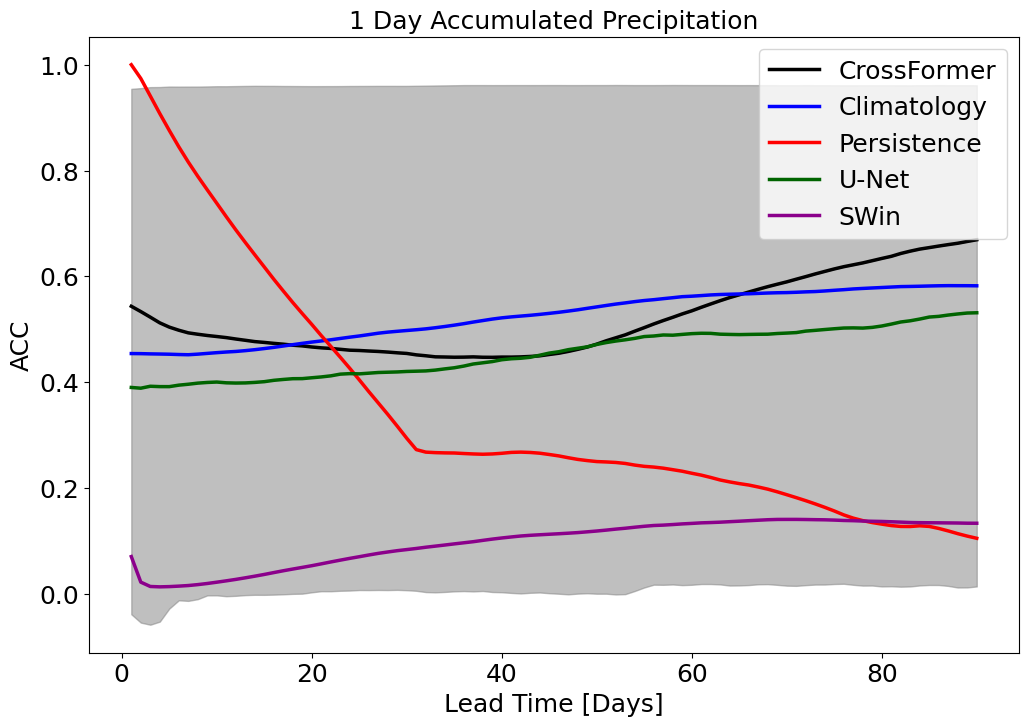 1 Day Accumulated Precipitation
CrossFormer
Climatology
Persistence
U-Net
SWin
ACC
1.0
0.8
0.6
0.4
0.2
0.0
0 20 40 60 80
Lead Time [Days]